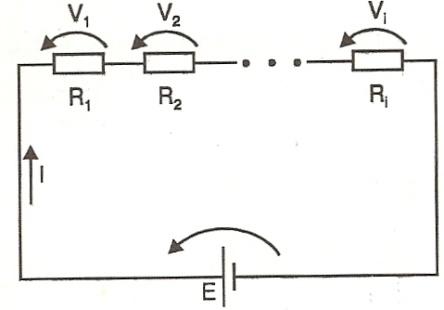 V₁ V₂ Vᵢ
R₁ R₂ Rᵢ
I
E